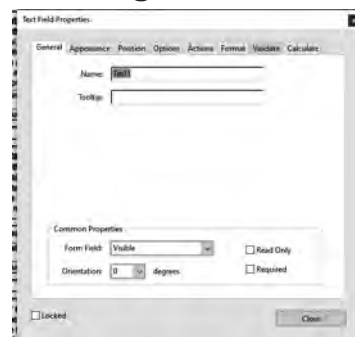 Text Field Properties
General Appearance Position Options Actions Format Validate Calculate
Name: Text1
Tooltip:
Common Properties
Form Field: Visible
Read Only
Orientation: 0 degrees
Required
Locked
Close